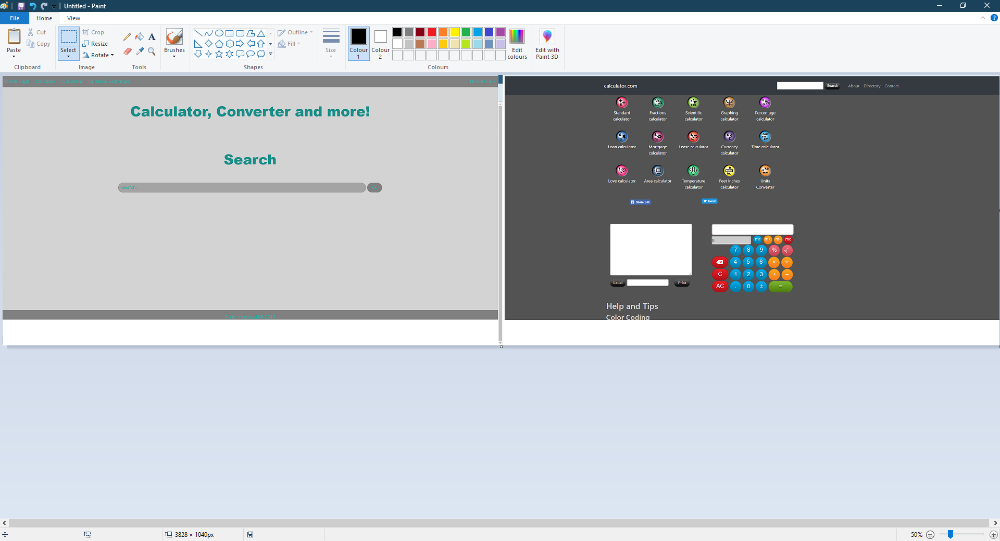 Untitled - Paint
File Home View
Paste
Cut
Copy
Clipboard
Select
Crop
Resize
Rotate
Image
A
Tools
Brushes
Outline
Fill
Shapes
Size
Colour 1
Colour 2
Edit colours
Colours
Edit with Paint 3D
Home Page Calculator Converter Currency Exchange User Menu
Calculator, Converter and more!
Search
Search...
calculator.com
Search
About Directory Contact
Standard calculator
Fractions calculator
Scientific calculator
Graphing calculator
Percentage calculator
Loan calculator
Mortgage calculator
Lease calculator
Currency calculator
Time calculator
Love calculator
Area calculator
Temperature calculator
Feet Inches calculator
Units Converter
Share 244
Tweet
0 mr m+ m- mc
7 8 9 % √
4 5 6 × ÷
C 1 2 3 + −
AC . 0 ± =
Label Print
Help and Tips
Color Coding
3828 × 1040px
50%